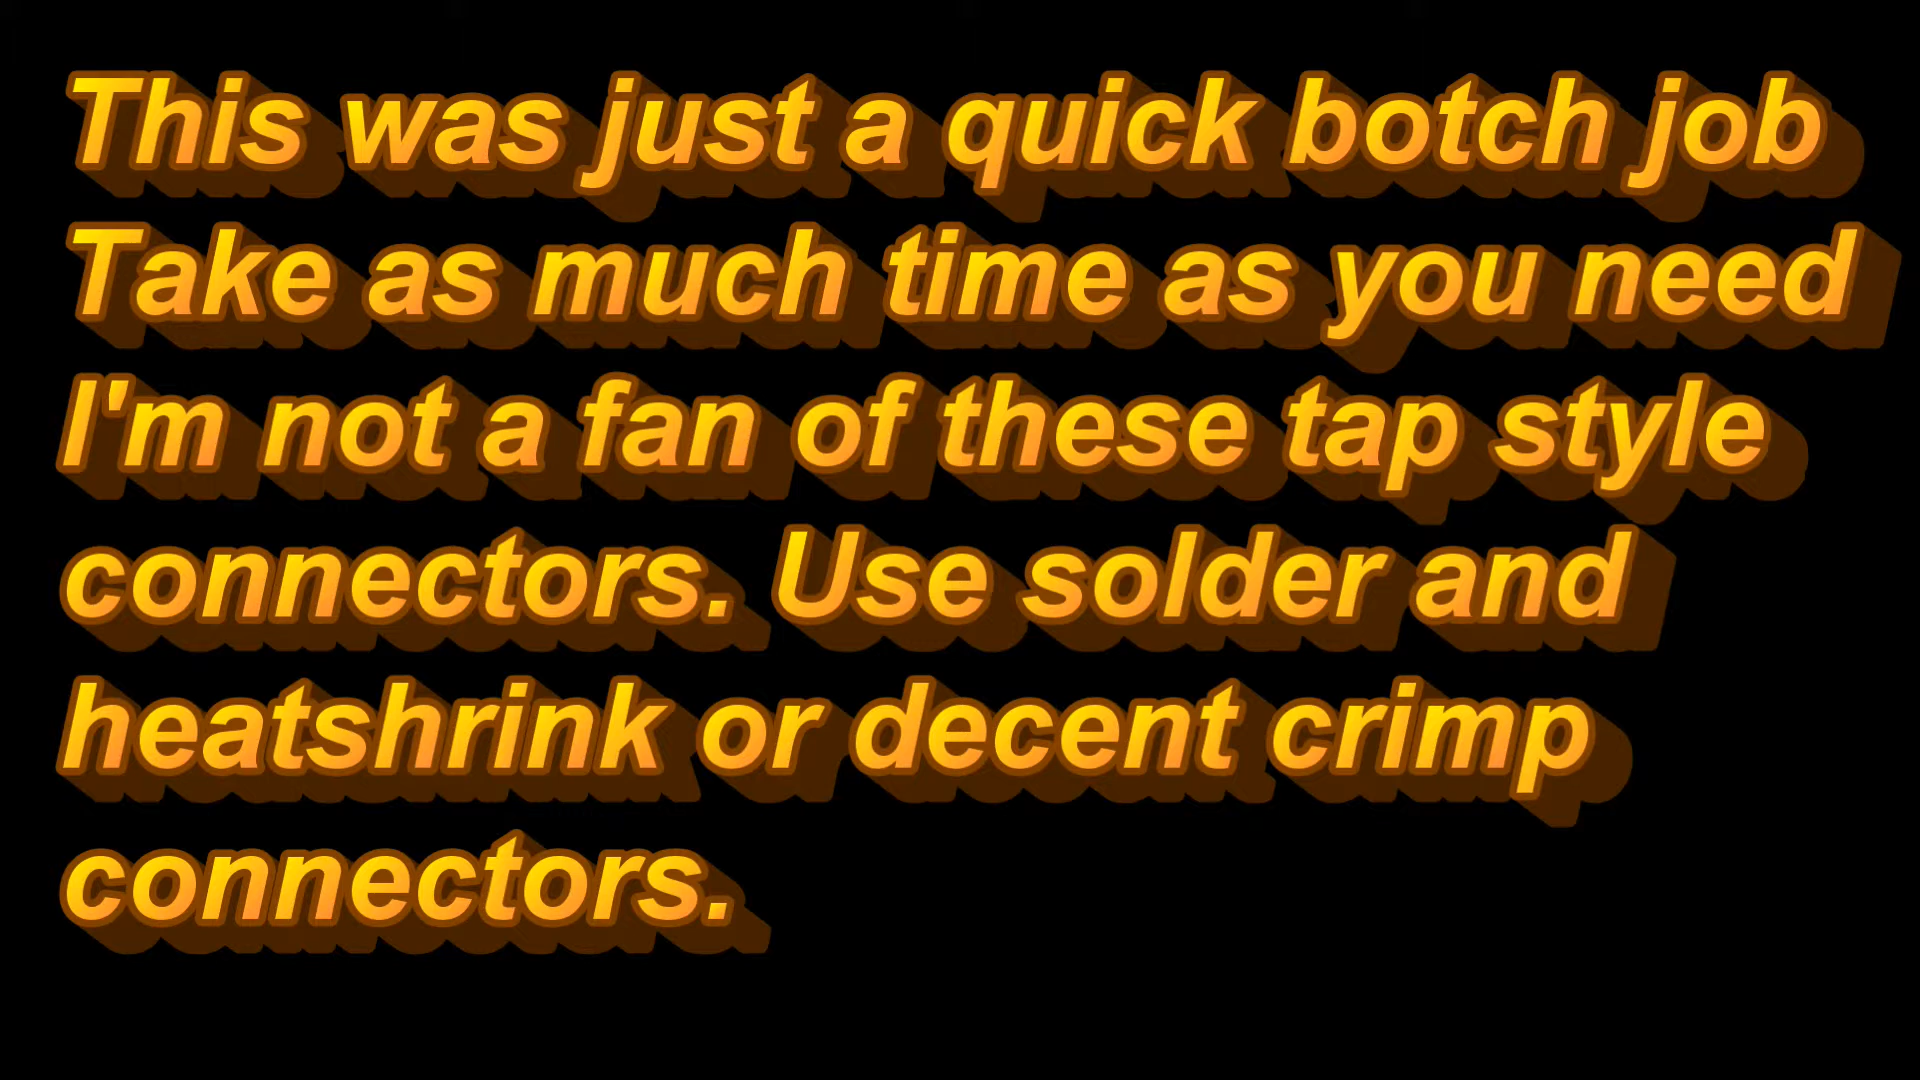 This was just a quick botch job
Take as much time as you need
I'm not a fan of these tap style
connectors. Use solder and
heatshrink or decent crimp
connectors.